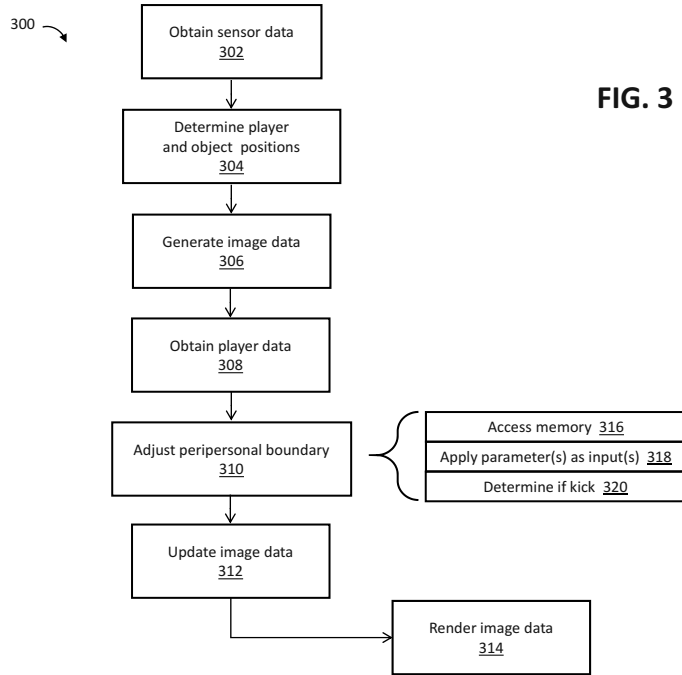 300
Obtain sensor data
302
FIG. 3
Determine player
and object positions
304
Generate image data
306
Obtain player data
308
Adjust peripersonal boundary
310
Access memory 316
Apply parameter(s) as input(s) 318
Determine if kick 320
Update image data
312
Render image data
314